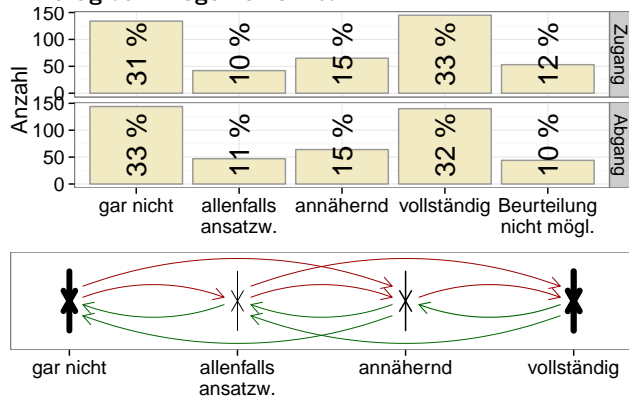 Anzahl
150
100
50
0
31 %
10 %
15 %
33 %
12 %
Zugang
150
100
50
0
33 %
11 %
15 %
32 %
10 %
Abgang
gar nicht
allenfalls
ansatzw.
annähernd
vollständig
Beurteilung
nicht mögl.
gar nicht
allenfalls
ansatzw.
annähernd
vollständig